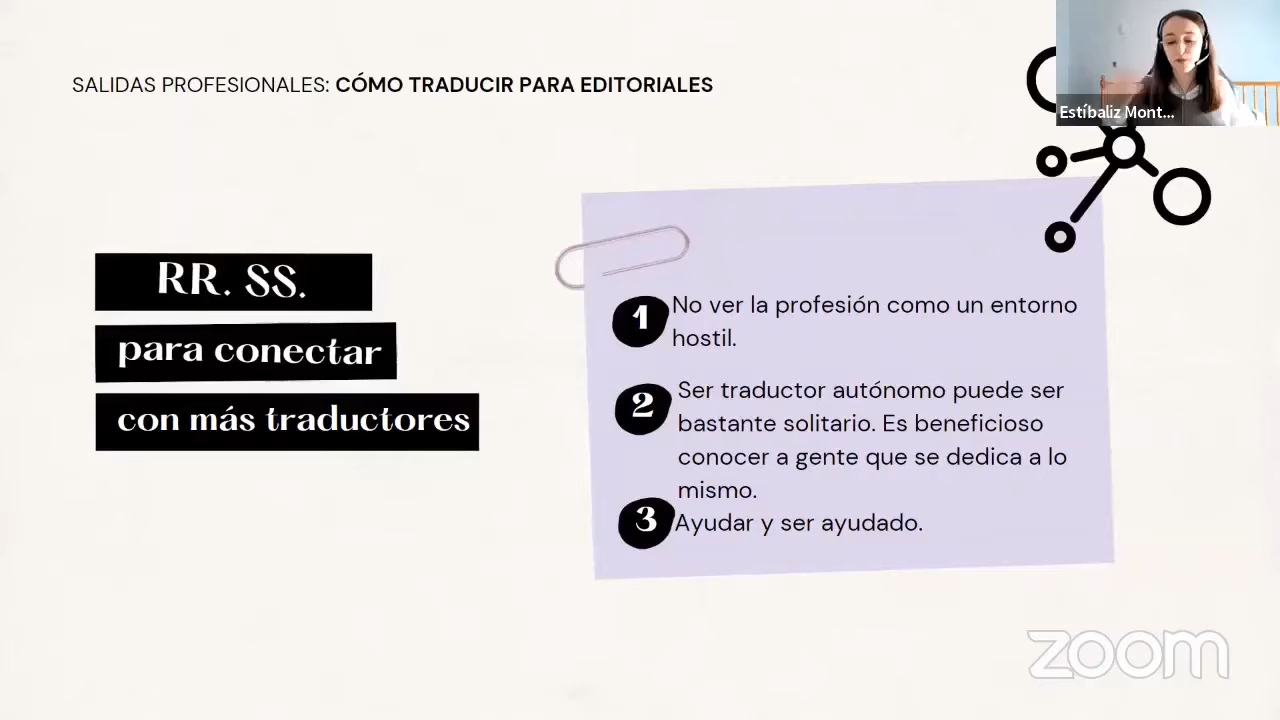 Estíbaliz Mont...
SALIDAS PROFESIONALES: CÓMO TRADUCIR PARA EDITORIALES
RR. SS.
para conectar
con más traductores
1
No ver la profesión como un entorno
hostil.
2
Ser traductor autónomo puede ser
bastante solitario. Es beneficioso
conocer a gente que se dedica a lo
mismo.
3
Ayudar y ser ayudado.
zoom